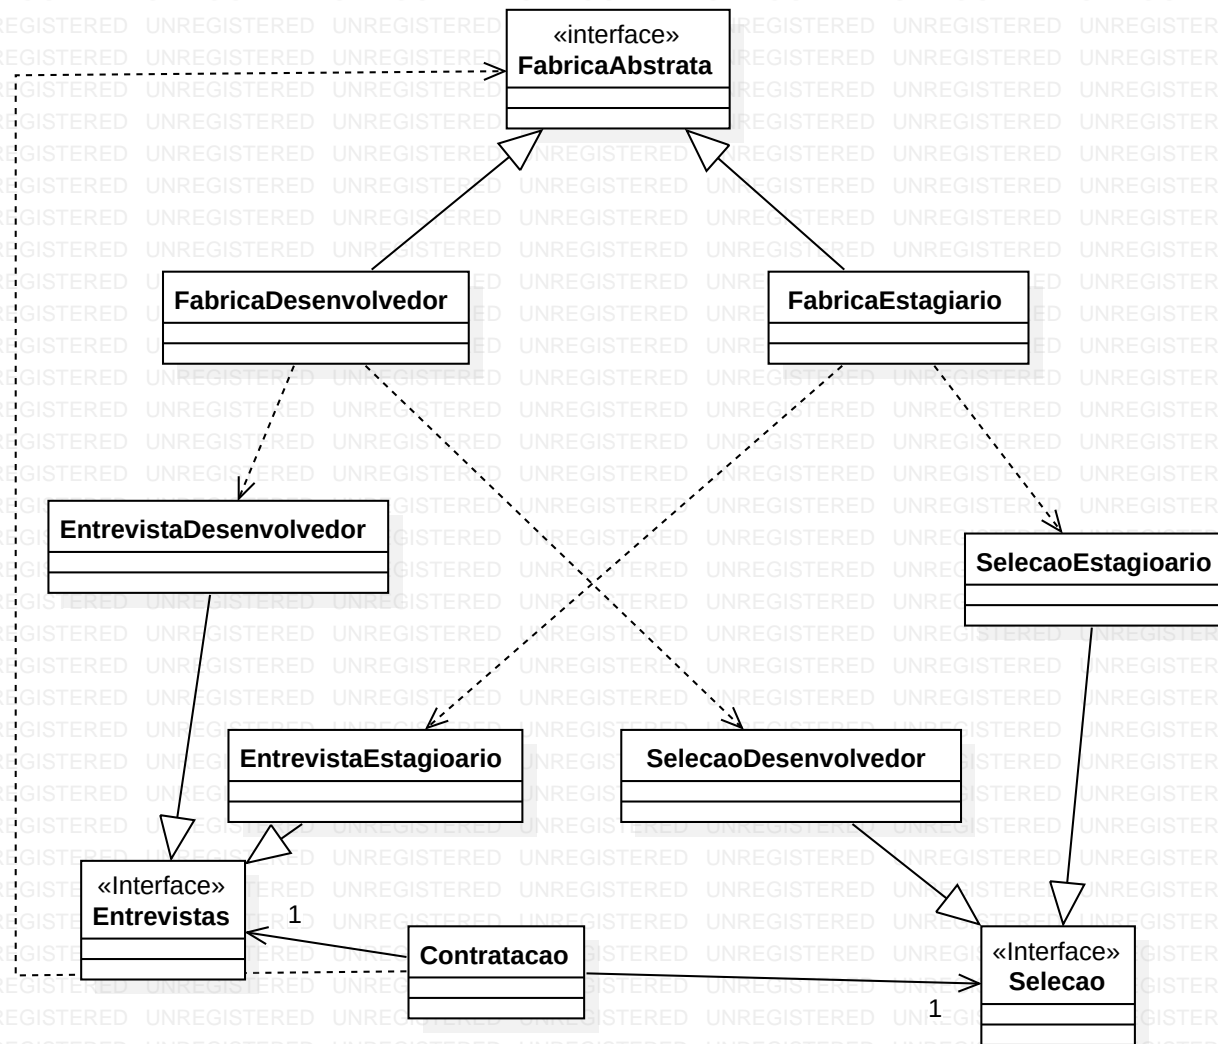 «interface»
FabricaAbstrata
FabricaDesenvolvedor
FabricaEstagiario
EntrevistaDesenvolvedor
SelecaoEstagioario
EntrevistaEstagioario
SelecaoDesenvolvedor
«Interface»
Entrevistas
1
Contratacao
«Interface»
Selecao
1